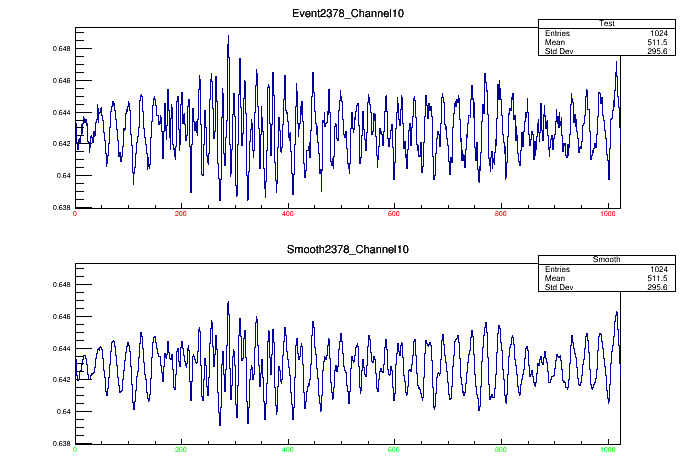 Event2378_Channel10
Test
Entries 1024
Mean 511.5
Std Dev 295.6
0.648
0.646
0.644
0.642
0.64
0.638
0 200 400 600 800 1000
Smooth2378_Channel10
Smooth
Entries 1024
Mean 511.5
Std Dev 295.6
0.648
0.646
0.644
0.642
0.64
0.638
0 200 400 600 800 1000